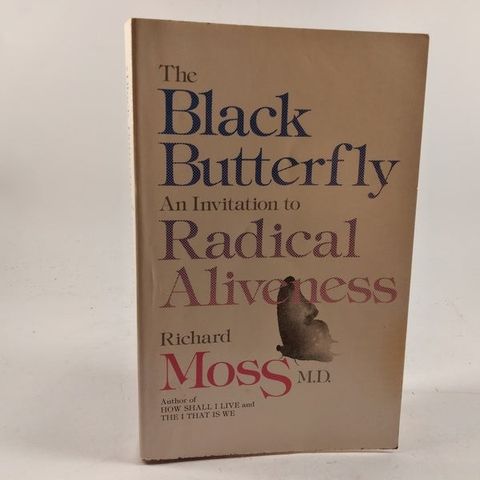 The
Black
Butterfly
An Invitation to
Radical
Aliveness
Richard
Moss M.D.
Author of
HOW SHALL I LIVE and
THE I THAT IS WE